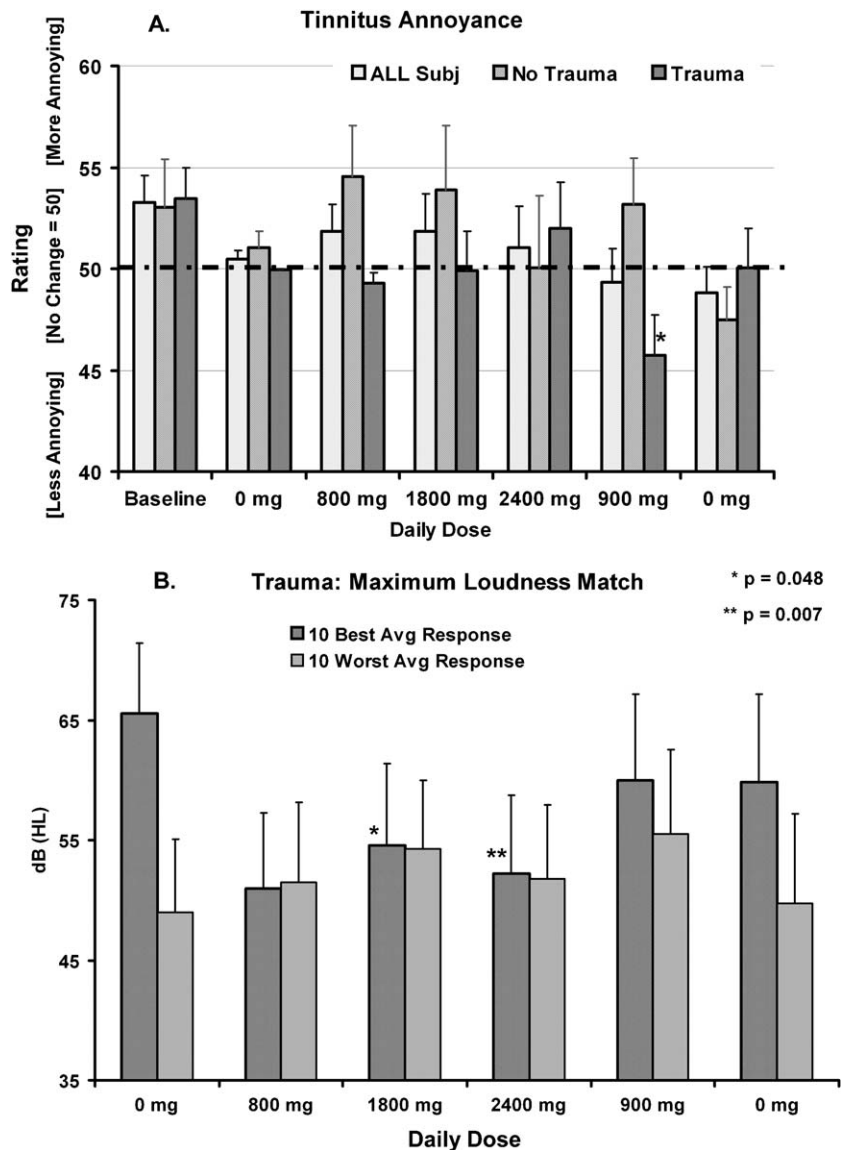 A. Tinnitus Annoyance
ALL Subj No Trauma Trauma
60
55
50
45
40
Rating
[Less Annoying] [No Change = 50] [More Annoying]
*
Baseline 0 mg 800 mg 1800 mg 2400 mg 900 mg 0 mg
Daily Dose
B. Trauma: Maximum Loudness Match
* p = 0.048
** p = 0.007
10 Best Avg Response
10 Worst Avg Response
75
65
55
45
35
dB (HL)
*
**
0 mg 800 mg 1800 mg 2400 mg 900 mg 0 mg
Daily Dose